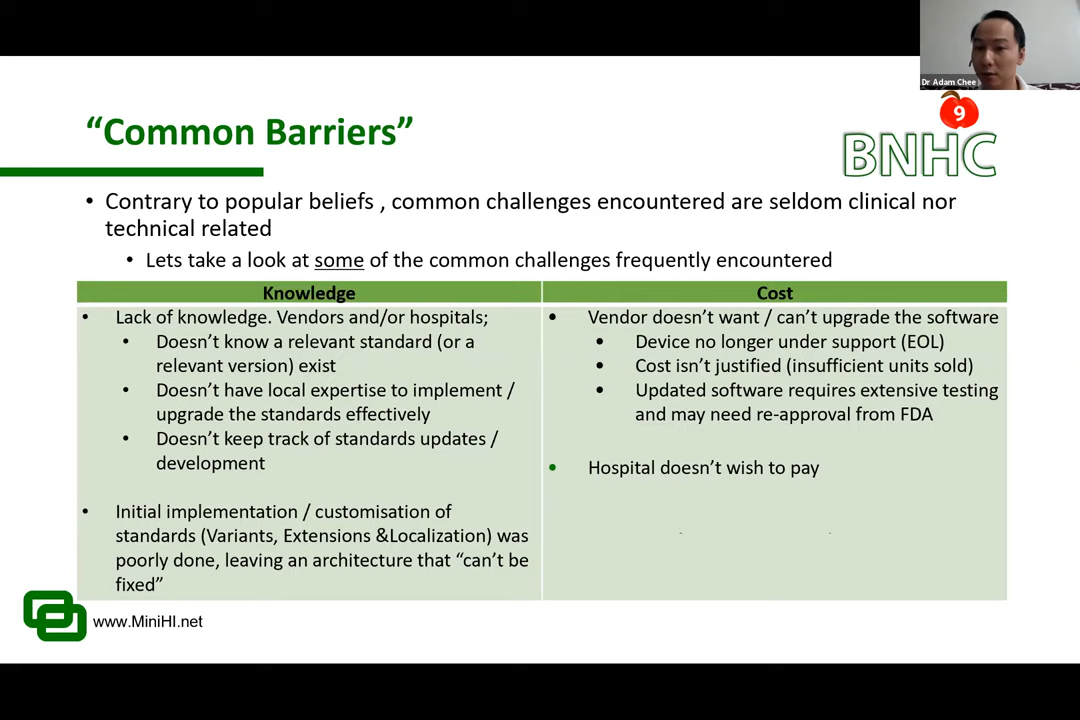 Dr Adam Chee
9
BNHC
“Common Barriers”
• Contrary to popular beliefs , common challenges encountered are seldom clinical nor
technical related
• Lets take a look at some of the common challenges frequently encountered
Knowledge
• Lack of knowledge. Vendors and/or hospitals;
• Doesn’t know a relevant standard (or a
relevant version) exist
• Doesn’t have local expertise to implement /
upgrade the standards effectively
• Doesn’t keep track of standards updates /
development
• Initial implementation / customisation of
standards (Variants, Extensions &Localization) was
poorly done, leaving an architecture that “can’t be
fixed”
Cost
• Vendor doesn’t want / can’t upgrade the software
• Device no longer under support (EOL)
• Cost isn’t justified (insufficient units sold)
• Updated software requires extensive testing
and may need re-approval from FDA
• Hospital doesn’t wish to pay
www.MiniHI.net